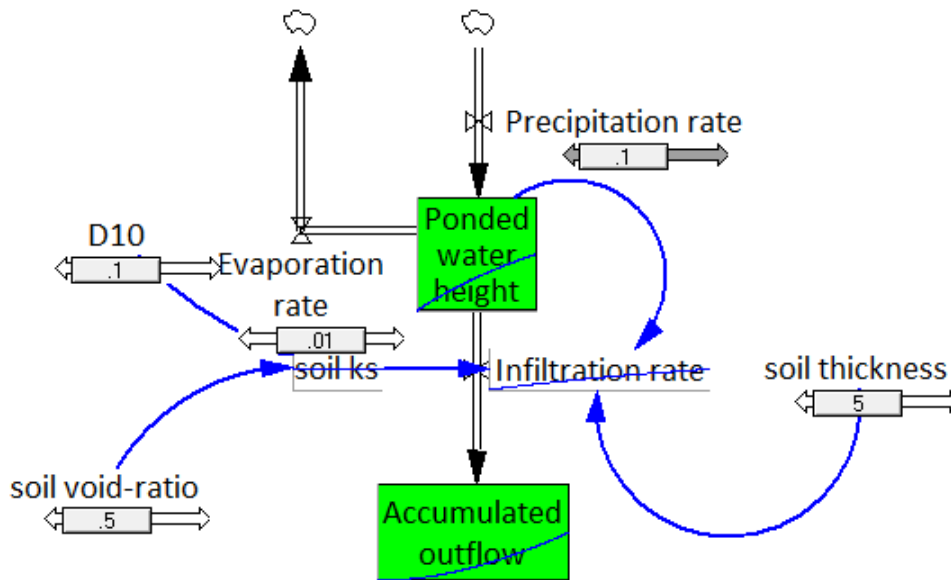 Precipitation rate
.1
Ponded
water
height
D10
.1
Evaporation
rate
.01
soil ks
Infiltration rate
soil thickness
5
soil void-ratio
.5
Accumulated
outflow